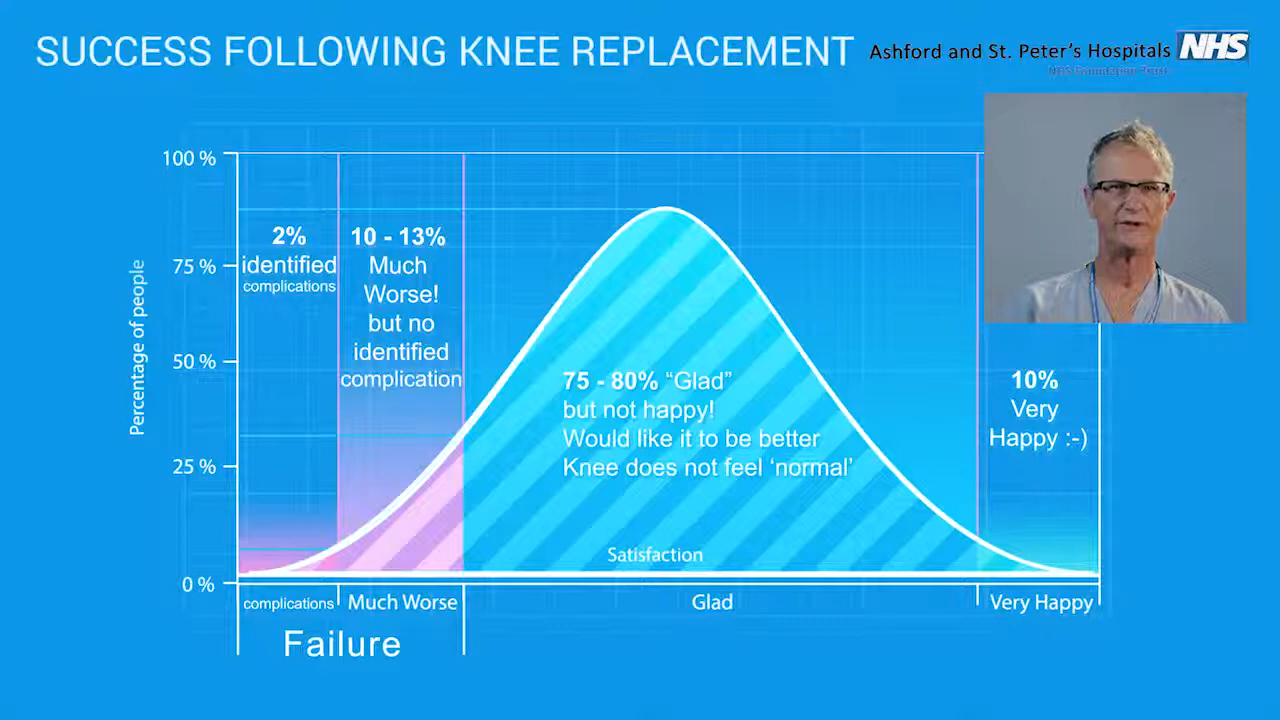 SUCCESS FOLLOWING KNEE REPLACEMENT
Ashford and St. Peter's Hospitals NHS
NHS Foundation Trust
100 %
75 %
50 %
25 %
0 %
Percentage of people
2%
identified
complications
10 - 13%
Much
Worse!
but no
identified
complication
75 - 80% “Glad”
but not happy!
Would like it to be better
Knee does not feel ‘normal’
10%
Very
Happy :-)
Satisfaction
complications
Much Worse
Glad
Very Happy
Failure